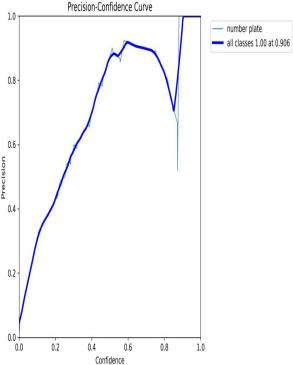 Precision-Confidence Curve
number plate
all classes 1.00 at 0.906
1.0
0.8
0.6
0.4
0.2
0.0
Precision
0.0 0.2 0.4 0.6 0.8 1.0
Confidence